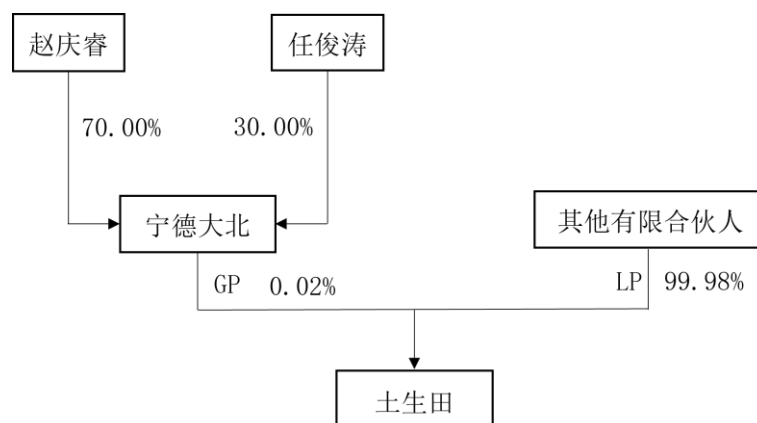 赵庆睿
任俊涛
70.00%
30.00%
宁德大北
其他有限合伙人
GP 0.02%
LP 99.98%
土生田